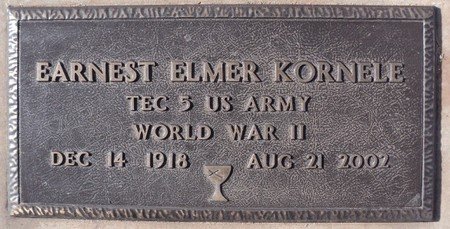 EARNEST ELMER KORNELE
TEC 5 US ARMY
WORLD WAR II
DEC 14 1918 AUG 21 2002